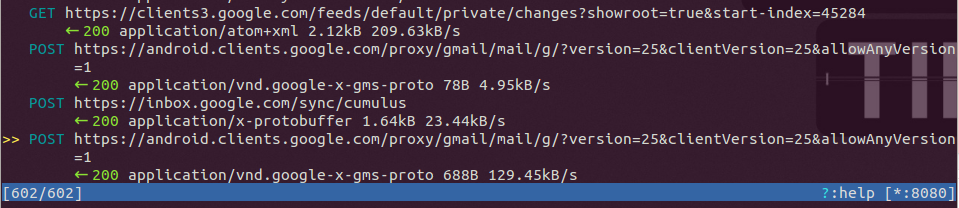 GET https://clients3.google.com/feeds/default/private/changes?showroot=true&start-index=45284
← 200 application/atom+xml 2.12kB 209.63kB/s
POST https://android.clients.google.com/proxy/gmail/mail/g/?version=25&clientVersion=25&allowAnyVersion
=1
← 200 application/vnd.google-x-gms-proto 78B 4.95kB/s
POST https://inbox.google.com/sync/cumulus
← 200 application/x-protobuffer 1.64kB 23.44kB/s
>> POST https://android.clients.google.com/proxy/gmail/mail/g/?version=25&clientVersion=25&allowAnyVersion
=1
← 200 application/vnd.google-x-gms-proto 688B 129.45kB/s
[602/602] ?:help [*:8080]